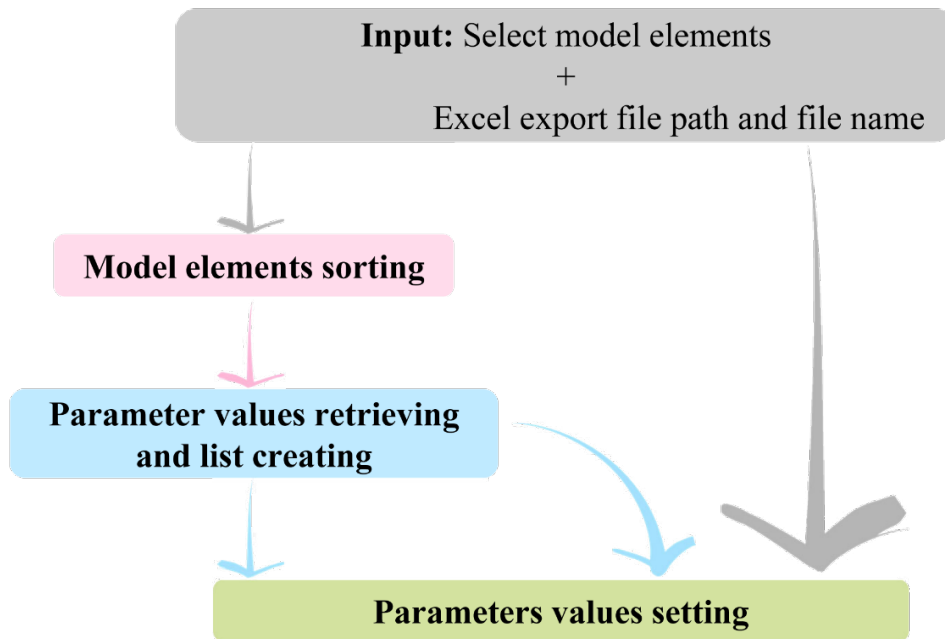 Input: Select model elements
+
Excel export file path and file name
Model elements sorting
Parameter values retrieving
and list creating
Parameters values setting